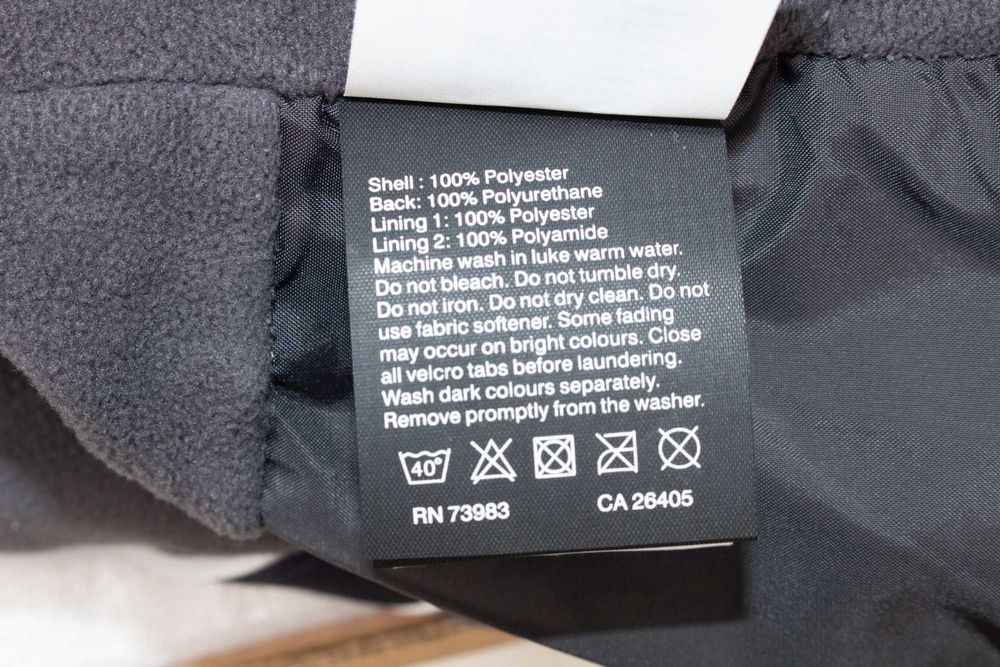 Shell : 100% Polyester
Back: 100% Polyurethane
Lining 1: 100% Polyester
Lining 2: 100% Polyamide
Machine wash in luke warm water.
Do not bleach. Do not tumble dry.
Do not iron. Do not dry clean. Do not
use fabric softener. Some fading
may occur on bright colours. Close
all velcro tabs before laundering.
Wash dark colours separately.
Remove promptly from the washer.
40°
RN 73983 CA 26405